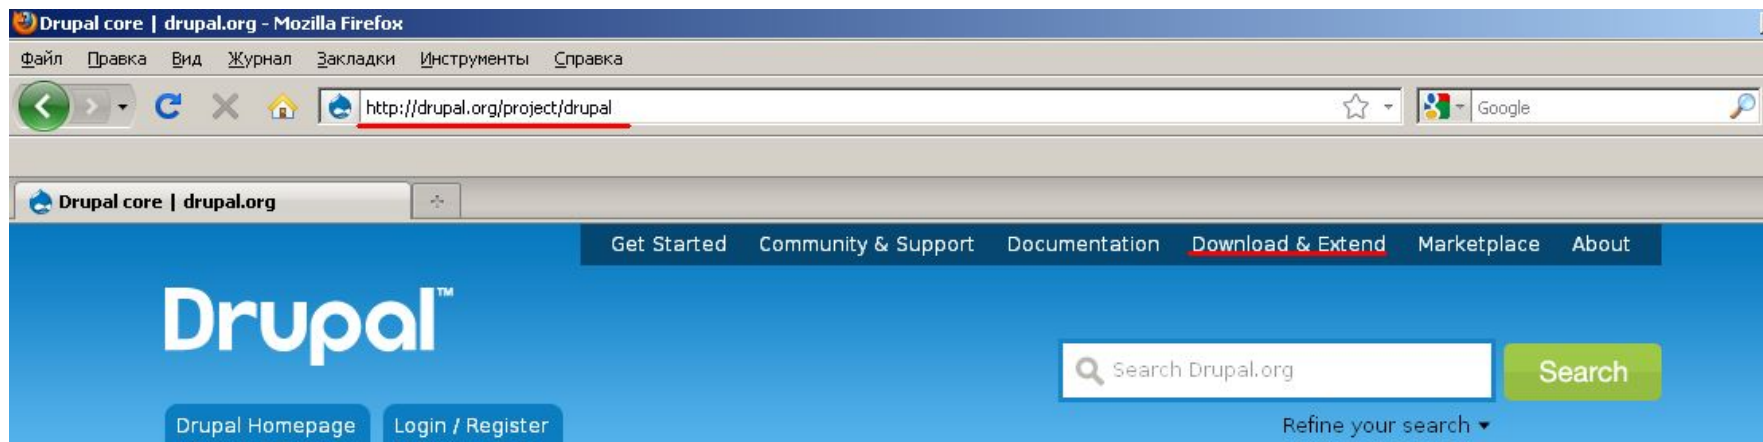 Drupal core | drupal.org - Mozilla Firefox
Файл Правка Вид Журнал Закладки Инструменты Справка
http://drupal.org/project/drupal Google
Drupal core | drupal.org
Get Started Community & Support Documentation Download & Extend Marketplace About
Drupal™
Search Drupal.org Search
Drupal Homepage Login / Register Refine your search